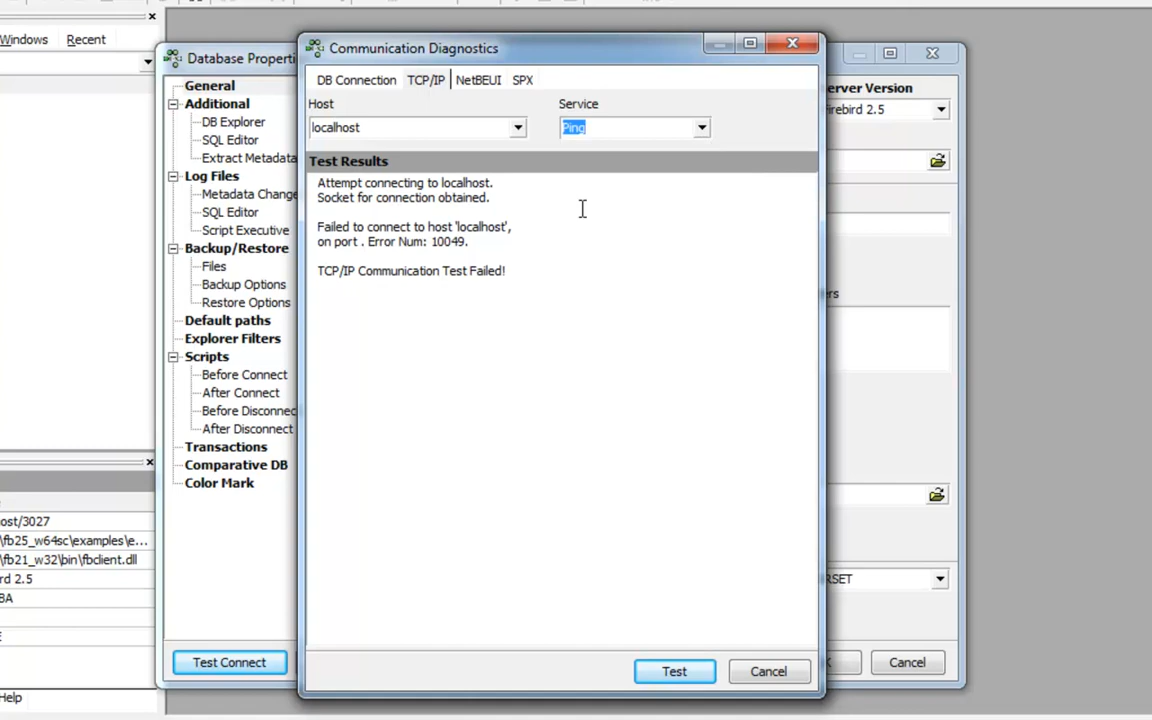 Windows
Recent
Database Properti
General
Additional
DB Explorer
SQL Editor
Extract Metadata
Log Files
Metadata Change
SQL Editor
Script Executive
Backup/Restore
Files
Backup Options
Restore Options
Default paths
Explorer Filters
Scripts
Before Connect
After Connect
Before Disconnec
After Disconnect
Transactions
Comparative DB
Color Mark
Test Connect
Communication Diagnostics
DB Connection
TCP/IP
NetBEUI
SPX
Host
Service
localhost
Ping
Test Results
Attempt connecting to localhost.
Socket for connection obtained.
Failed to connect to host 'localhost',
on port . Error Num: 10049.
TCP/IP Communication Test Failed!
Test
Cancel
erver Version
irebird 2.5
ers
RSET
K
Cancel
ost/3027
\fb25_w64sc\examples\e...
\fb21_w32\bin\fbclient.dll
rd 2.5
BA
E
Help